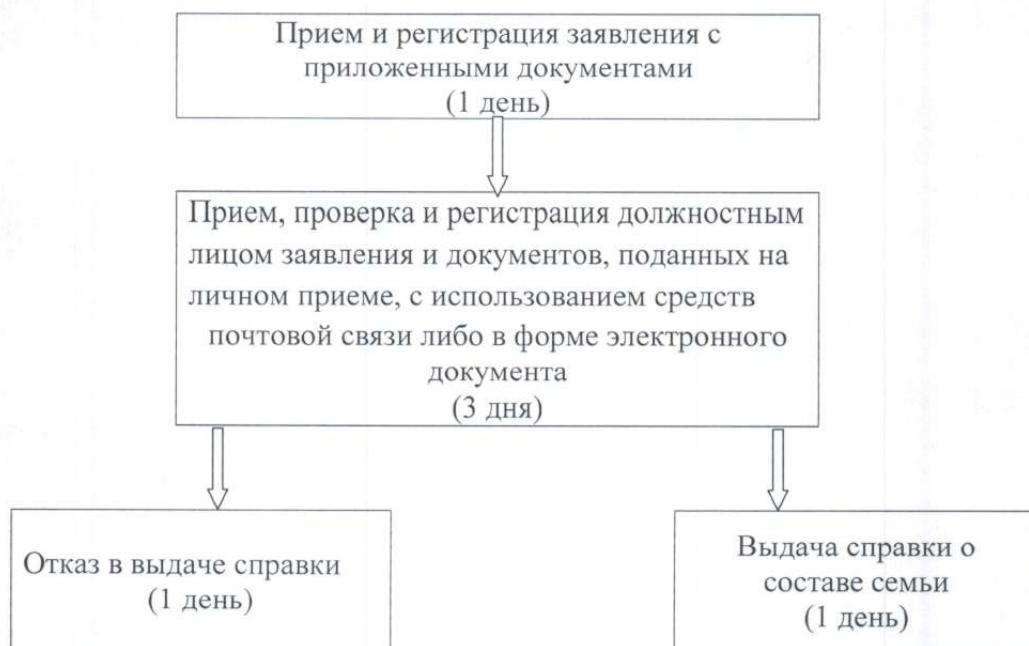 Прием и регистрация заявления с
приложенными документами
(1 день)
Прием, проверка и регистрация должностным
лицом заявления и документов, поданных на
личном приеме, с использованием средств
почтовой связи либо в форме электронного
документа
(3 дня)
Отказ в выдаче справки
(1 день)
Выдача справки о
составе семьи
(1 день)